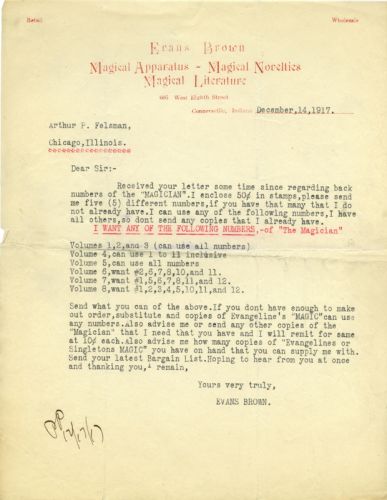 Retail
Wholesale
Evans Brown
Magical Apparatus - Magical Novelties
Magical Literature
West Eighth Street
Connersville, Indiana December,14,1917.
Arthur P. Felsman,
Chicago,Illinois.
Dear Sir:-
Received your letter some time since regarding back
numbers of the "MAGICIAN".I enclose 50¢ in stamps,please send
me five (5) different numbers,if you have that many that I do
not already have.I can use any of the following numbers,I have
all others,so dont send any copies that I already have.
I WANT ANY OF THE FOLLOWING NUMBERS,-of "The Magician"
Volumes 1,2,and 3 (can use all numbers)
Volume 4,can use 1 to 11 inclusive
Volume 5,can use all numbers
Volume 6,want #2,6,7,8,10,and 11.
Volume 7,want #1,5,6,7,8,11,and 12.
Volume 8,want #1,2,3,4,5,10,11,and 12.
Send what you can of the above.If you dont have enough to make
out order,substitute and copies of Evangeline's "MAGIC"can use
any numbers.also advise me or send any other copies of the
"Magician" that I need that you have and I will remit for same
at 10¢ each.also advise me how many copies of "Evangelines or
Singletons MAGIC" you have on hand that you can supply me with.
Send your latest Bargain List.Hoping to hear from you at once
and thanking you,I remain,
Yours very truly,
EVANS BROWN.